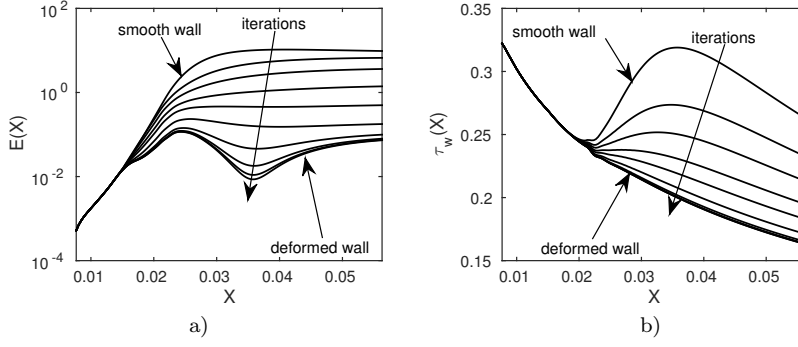 smooth wall
iterations
deformed wall
E(X)
10^2
10^0
10^-2
10^-4
0.01 0.02 0.03 0.04 0.05
X
a)
smooth wall
iterations
deformed wall
τ_w(X)
0.35
0.3
0.25
0.2
0.15
0.01 0.02 0.03 0.04 0.05
X
b)